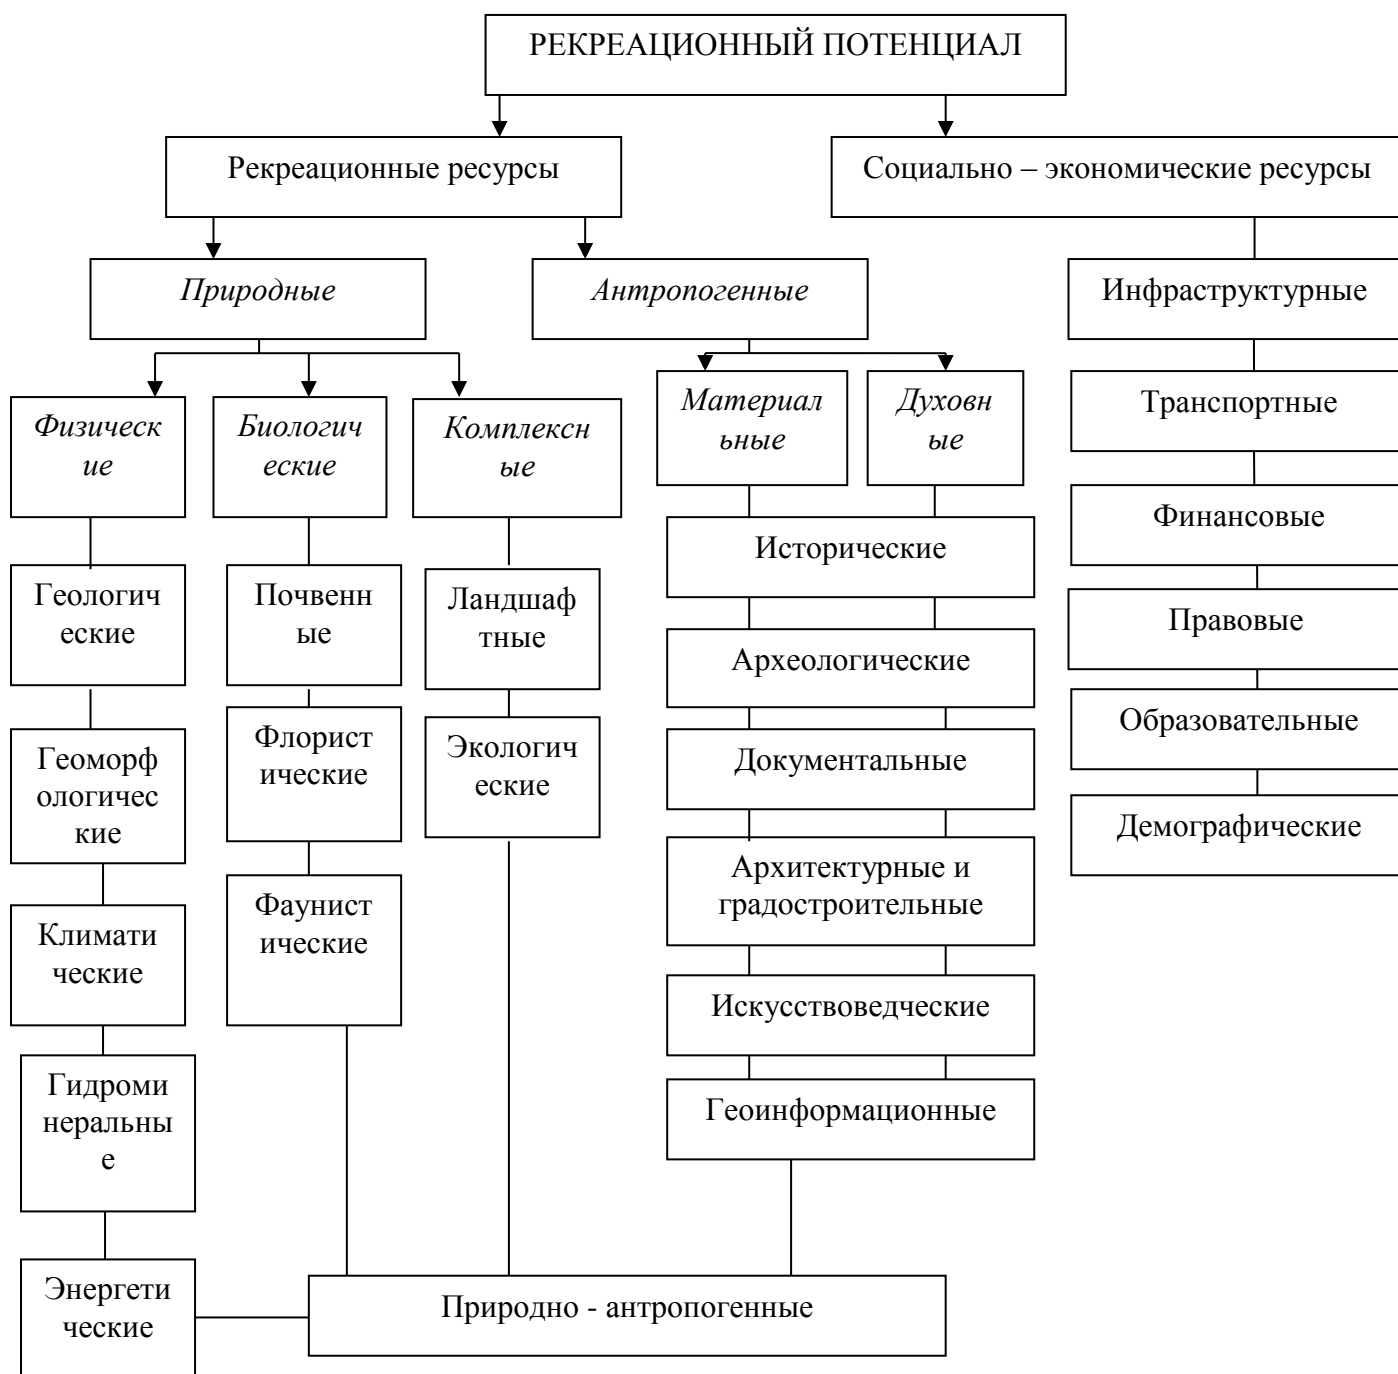 РЕКРЕАЦИОННЫЙ ПОТЕНЦИАЛ
Рекреационные ресурсы
Социально – экономические ресурсы
Природные
Антропогенные
Инфраструктурные
Физическ
ие
Биологич
еские
Комплексн
ые
Материал
ьные
Духовн
ые
Транспортные
Финансовые
Правовые
Образовательные
Демографические
Геологич
еские
Геоморф
ологичес
кие
Климати
ческие
Гидроми
неральны
е
Энергети
ческие
Почвенн
ые
Флорист
ические
Фаунист
ические
Ландшаф
тные
Экологич
еские
Исторические
Археологические
Документальные
Архитектурные и
градостроительные
Искусствоведческие
Геоинформационные
Природно - антропогенные